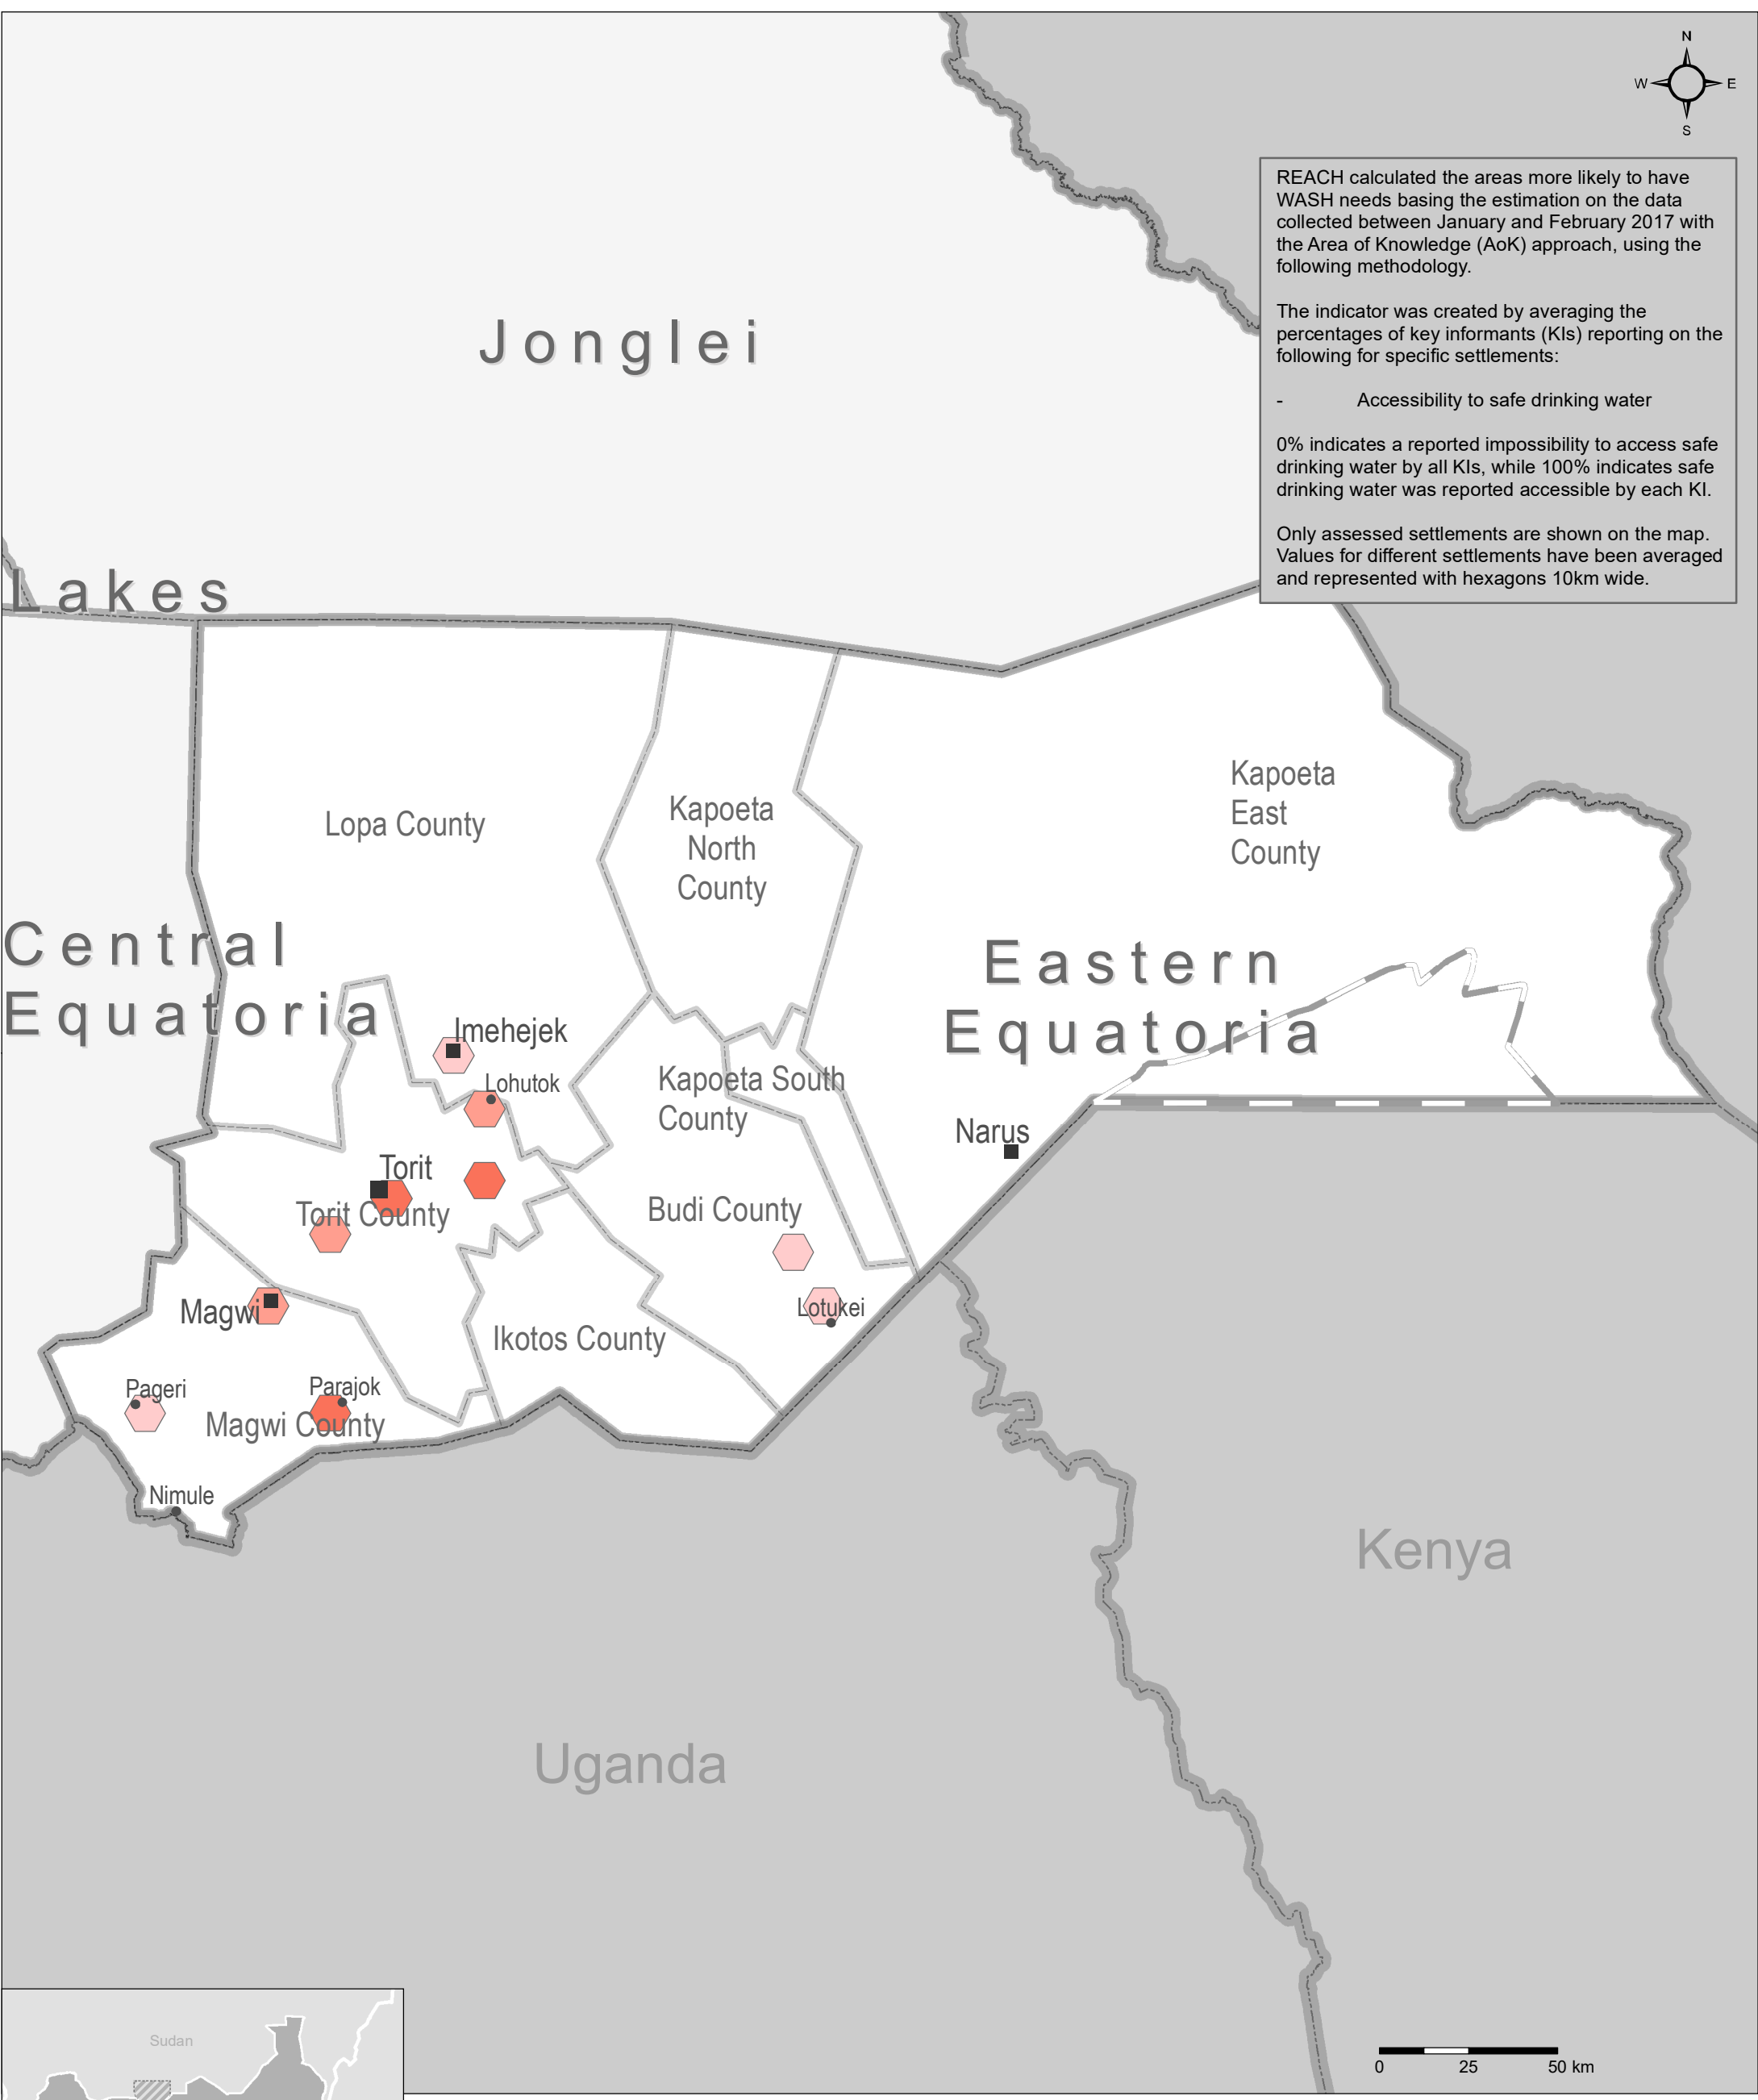 N
W
E
S
REACH calculated the areas more likely to have
WASH needs basing the estimation on the data
collected between January and February 2017 with
the Area of Knowledge (AoK) approach, using the
following methodology.
The indicator was created by averaging the
percentages of key informants (KIs) reporting on the
following for specific settlements:
- Accessibility to safe drinking water
0% indicates a reported impossibility to access safe
drinking water by all KIs, while 100% indicates safe
drinking water was reported accessible by each KI.
Only assessed settlements are shown on the map.
Values for different settlements have been averaged
and represented with hexagons 10km wide.
Jonglei
Lakes
Kapoeta
East
County
Kapoeta
North
County
Lopa County
Central
Equatoria
Eastern
Equatoria
Imehejek
Lohutok
Kapoeta South
County
Narus
Torit
Torit County
Budi County
Magwi
Lotukei
Ikotos County
Pageri
Parajok
Magwi County
Nimule
Kenya
Uganda
Sudan
0 25 50 km